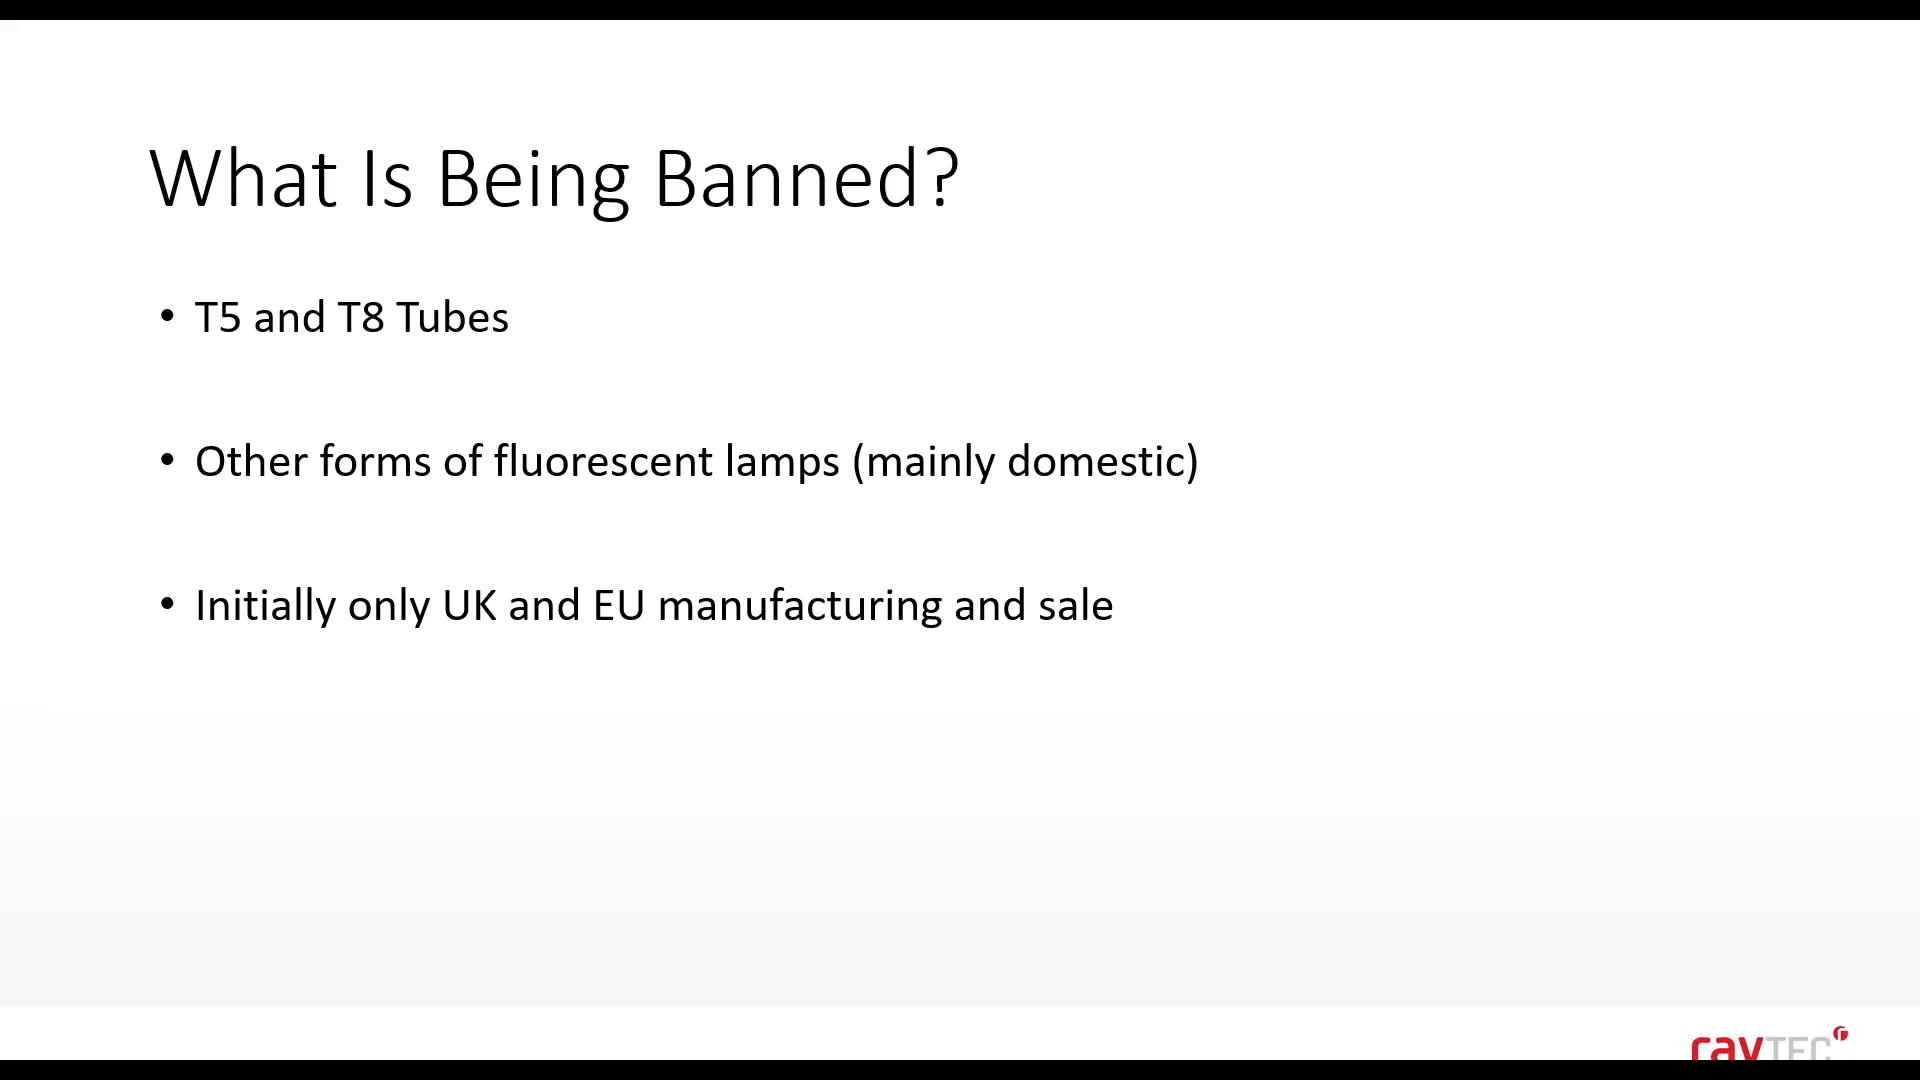 What Is Being Banned?
• T5 and T8 Tubes
• Other forms of fluorescent lamps (mainly domestic)
• Initially only UK and EU manufacturing and sale